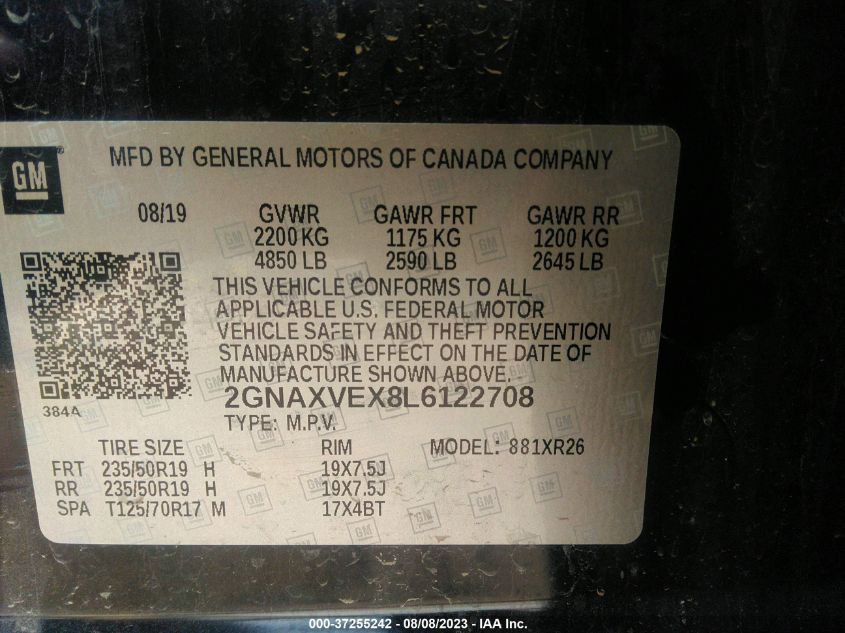 GM
MFD BY GENERAL MOTORS OF CANADA COMPANY
08/19 GVWR GAWR FRT GAWR RR
2200 KG 1175 KG 1200 KG
4850 LB 2590 LB 2645 LB
THIS VEHICLE CONFORMS TO ALL
APPLICABLE U.S. FEDERAL MOTOR
VEHICLE SAFETY AND THEFT PREVENTION
STANDARDS IN EFFECT ON THE DATE OF
MANUFACTURE SHOWN ABOVE.
384A
2GNAXVEX8L6122708
TYPE: M.P.V.
TIRE SIZE RIM MODEL: 881XR26
FRT 235/50R19 H 19X7.5J
RR 235/50R19 H 19X7.5J
SPA T125/70R17 M 17X4BT
000-37255242 - 08/08/2023 - IAA Inc.